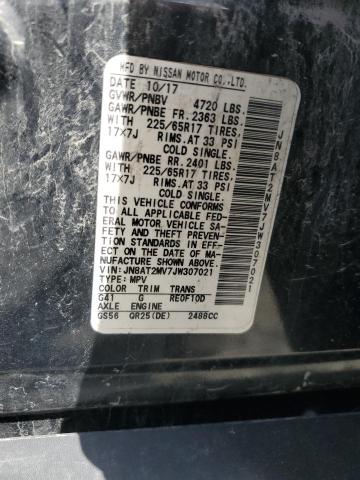 MFD BY NISSAN MOTOR CO.,LTD.
DATE 10/17
GVWR/PNBV 4720 LBS.
GAWR/PNBE FR. 2363 LBS.
WITH 225/65R17 TIRES,
17X7J RIMS.AT 33 PSI
COLD SINGLE.
GAWR/PNBE RR. 2401 LBS.
WITH 225/65R17 TIRES,
17X7J RIMS.AT 33 PSI
COLD SINGLE.
THIS VEHICLE CONFORMS
TO ALL APPLICABLE FED-
ERAL MOTOR VEHICLE SA-
FETY AND THEFT PREVEN-
TION STANDARDS IN EFF-
ECT ON THE DATE OF MA-
NUFACTURE SHOWN ABOVE.
VIN: JN8AT2MV7JW307021
TYPE: MPV
COLOR TRIM TRANS
G41 G RE0F10D
AXLE ENGINE
GS56 QR25(DE) 2488CC
JN8AT2MV7JW307021